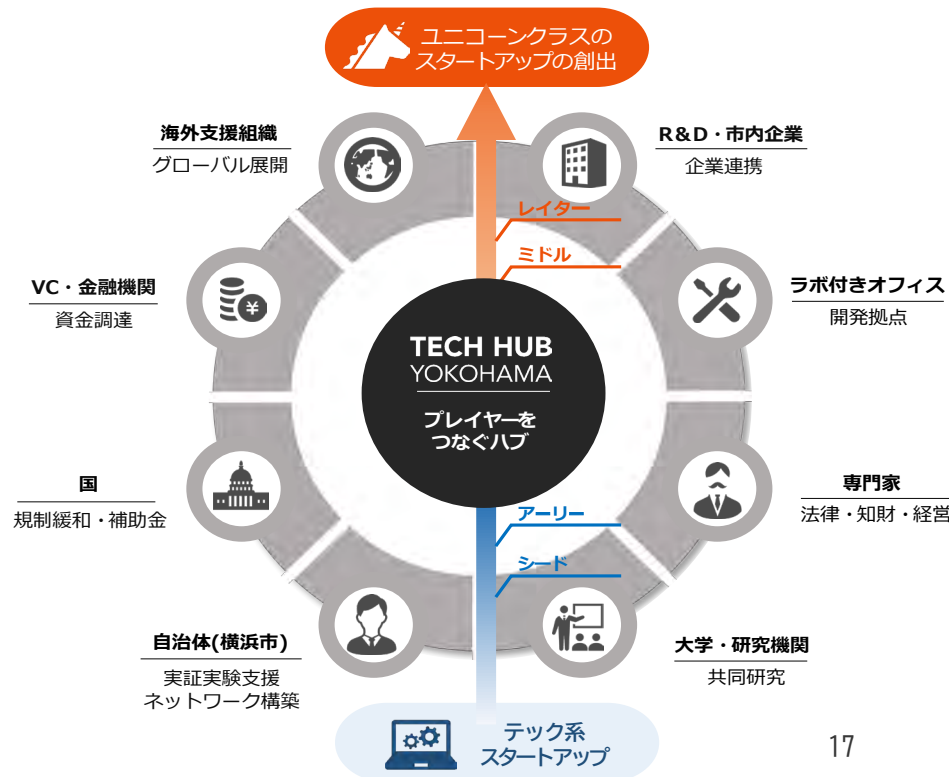 ユニコーンクラスの
スタートアップの創出
海外支援組織
グローバル展開
R&D・市内企業
企業連携
レイター
ミドル
VC・金融機関
資金調達
¥
ラボ付きオフィス
開発拠点
TECH HUB
YOKOHAMA
プレイヤーを
つなぐハブ
国
規制緩和・補助金
専門家
法律・知財・経営
アーリー
シード
自治体(横浜市)
実証実験支援
ネットワーク構築
大学・研究機関
共同研究
テック系
スタートアップ
17